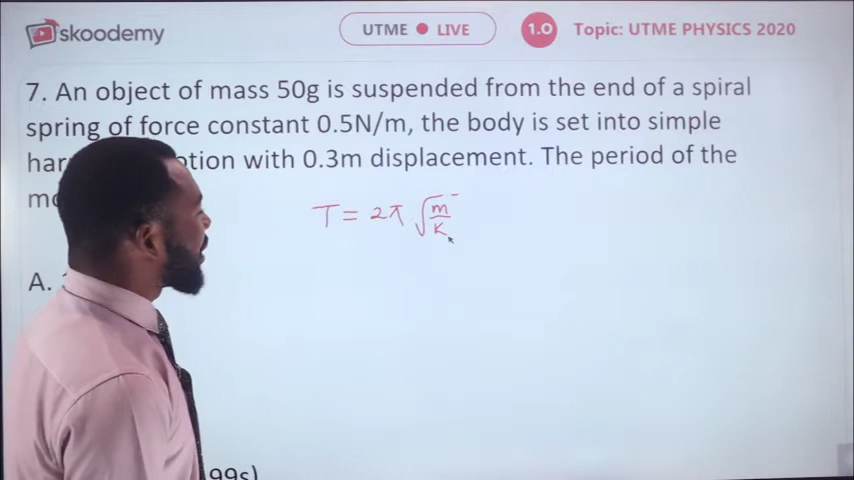 skoodemy
UTME LIVE
1.0
Topic: UTME PHYSICS 2020
7. An object of mass 50g is suspended from the end of a spiral
spring of force constant 0.5N/m, the body is set into simple
har tion with 0.3m displacement. The period of the
mo
T = 2π √m/K
A.
99s)